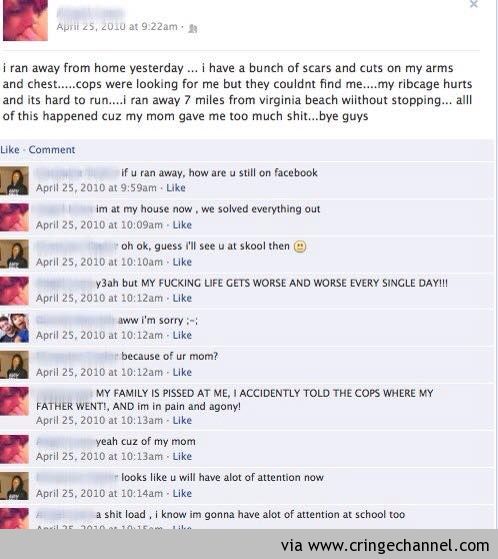 April 25, 2010 at 9:22am ·
i ran away from home yesterday ... i have a bunch of scars and cuts on my arms
and chest.....cops were looking for me but they couldnt find me....my ribcage hurts
and its hard to run....i ran away 7 miles from virginia beach wiithout stopping... alll
of this happened cuz my mom gave me too much shit...bye guys
Like · Comment
if u ran away, how are u still on facebook
April 25, 2010 at 9:59am · Like
im at my house now , we solved everything out
April 25, 2010 at 10:09am · Like
oh ok, guess i'll see u at skool then
April 25, 2010 at 10:10am · Like
y3ah but MY FUCKING LIFE GETS WORSE AND WORSE EVERY SINGLE DAY!!!
April 25, 2010 at 10:12am · Like
aww i'm sorry ;~;
April 25, 2010 at 10:12am · Like
because of ur mom?
April 25, 2010 at 10:12am · Like
MY FAMILY IS PISSED AT ME, I ACCIDENTLY TOLD THE COPS WHERE MY
FATHER WENT!, AND im in pain and agony!
April 25, 2010 at 10:13am · Like
yeah cuz of my mom
April 25, 2010 at 10:13am · Like
looks like u will have alot of attention now
April 25, 2010 at 10:14am · Like
a shit load , i know im gonna have alot of attention at school too
April 25, 2010 at 10:15am · Like
via www.cringechannel.com